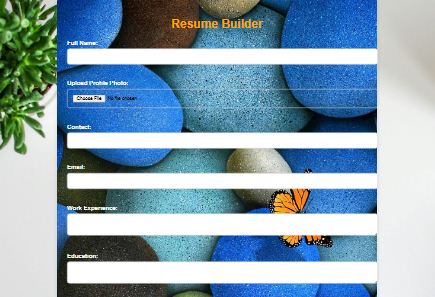 Resume Builder
Full Name:
Upload Profile Photo:
Choose File No file chosen
Contact:
Email:
Work Experience:
Education: